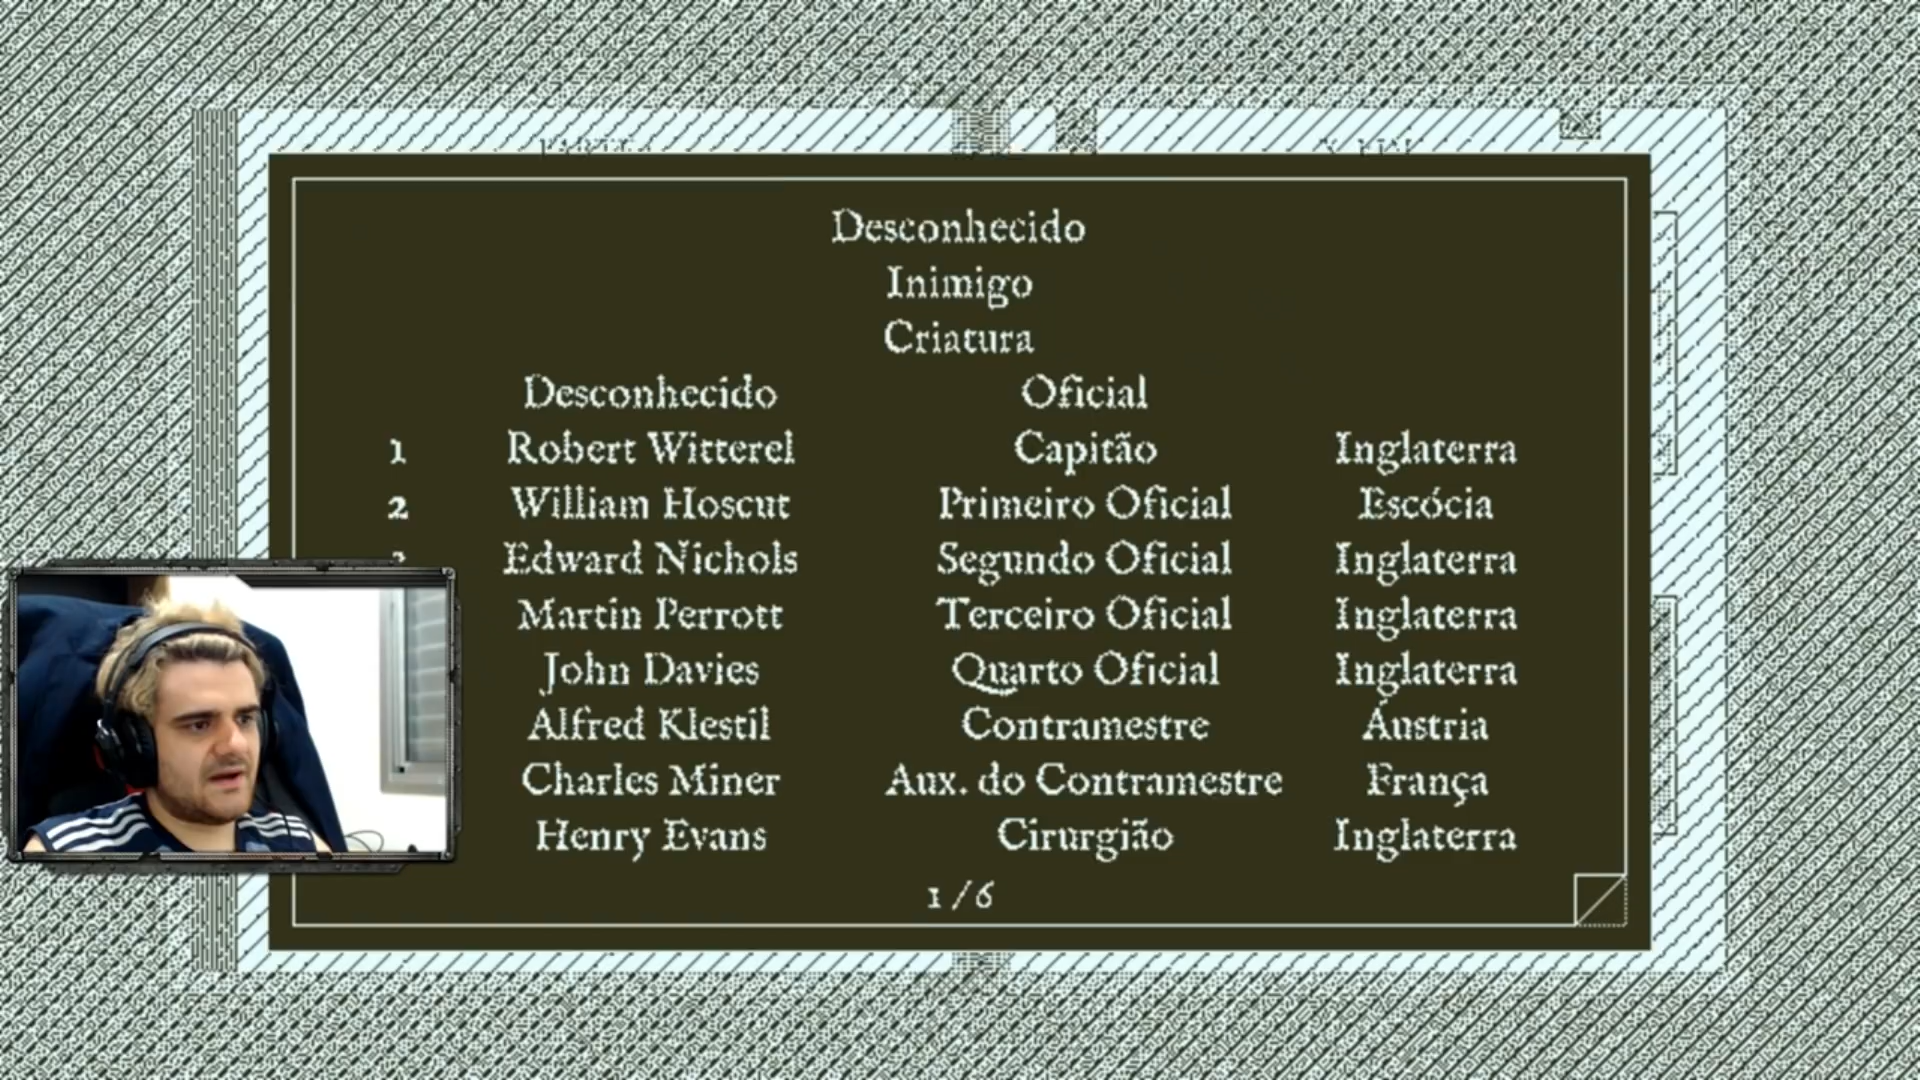 Desconhecido
Inimigo
Criatura
Desconhecido Oficial
1 Robert Witterel Capitão Inglaterra
2 William Hoscut Primeiro Oficial Escócia
Edward Nichols Segundo Oficial Inglaterra
Martin Perrott Terceiro Oficial Inglaterra
John Davies Quarto Oficial Inglaterra
Alfred Klestil Contramestre Áustria
Charles Miner Aux. do Contramestre França
Henry Evans Cirurgião Inglaterra
1 / 6